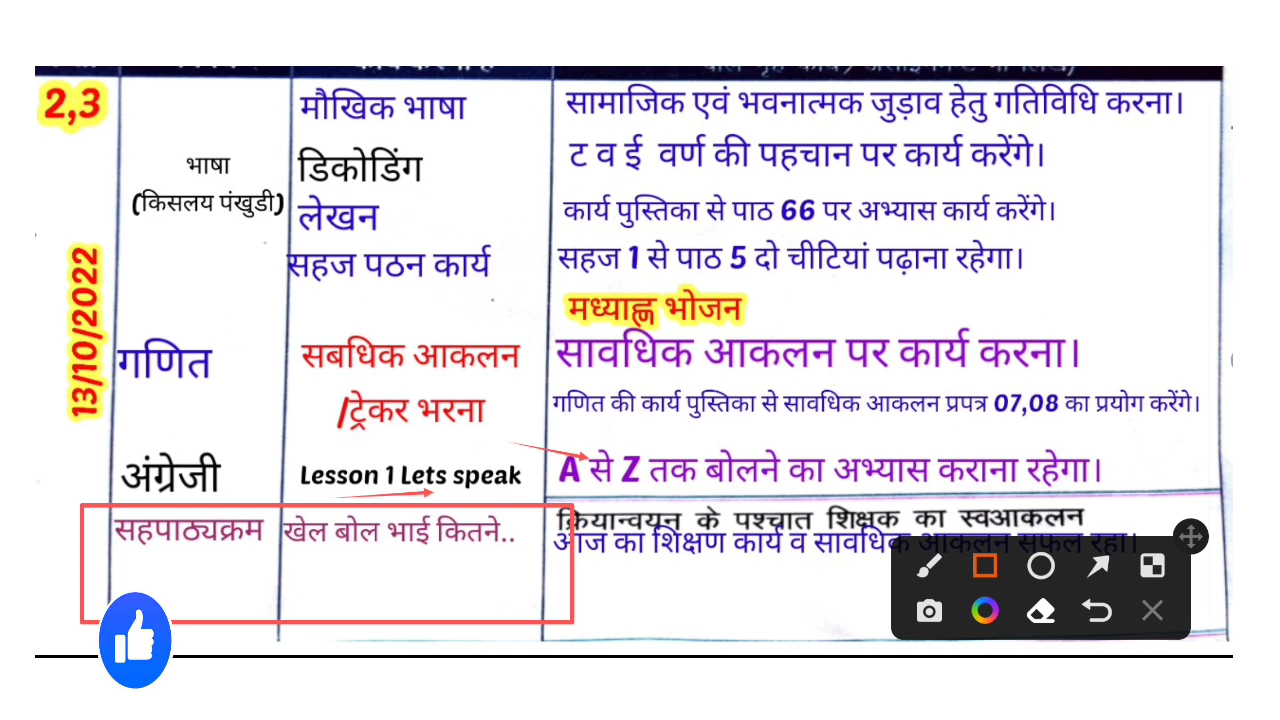 2,3
मौखिक भाषा
सामाजिक एवं भवनात्मक जुड़ाव हेतु गतिविधि करना।
भाषा
(किसलय पंखुडी)
डिकोडिंग
ट व ई वर्ण की पहचान पर कार्य करेंगे।
लेखन
कार्य पुस्तिका से पाठ 66 पर अभ्यास कार्य करेंगे।
सहज पठन कार्य
सहज 1 से पाठ 5 दो चीटियां पढ़ाना रहेगा।
13/10/2022
मध्याह्ण भोजन
गणित
सबधिक आकलन
/ट्रेकर भरना
सावधिक आकलन पर कार्य करना।
गणित की कार्य पुस्तिका से सावधिक आकलन प्रपत्र 07,08 का प्रयोग करेंगे।
अंग्रेजी
Lesson 1 Lets speak
A से Z तक बोलने का अभ्यास कराना रहेगा।
सहपाठ्यक्रम
खेल बोल भाई कितने..
क्रियान्वयन के पश्चात शिक्षक का स्वआकलन
आज का शिक्षण कार्य व सावधिक आकलन सफल रहा।